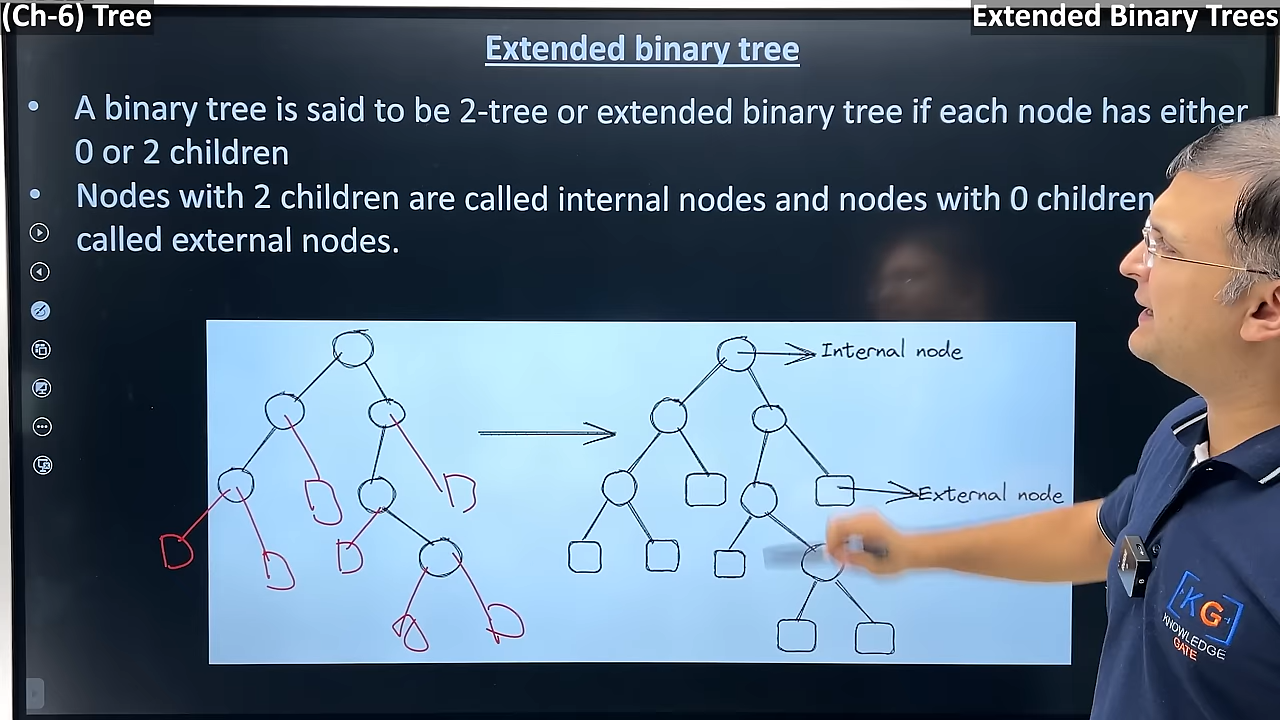 (Ch-6) Tree
Extended Binary Trees
Extended binary tree
• A binary tree is said to be 2-tree or extended binary tree if each node has either
0 or 2 children
• Nodes with 2 children are called internal nodes and nodes with 0 children
called external nodes.
Internal node
External node
KG
KNOWLEDGE
GATE